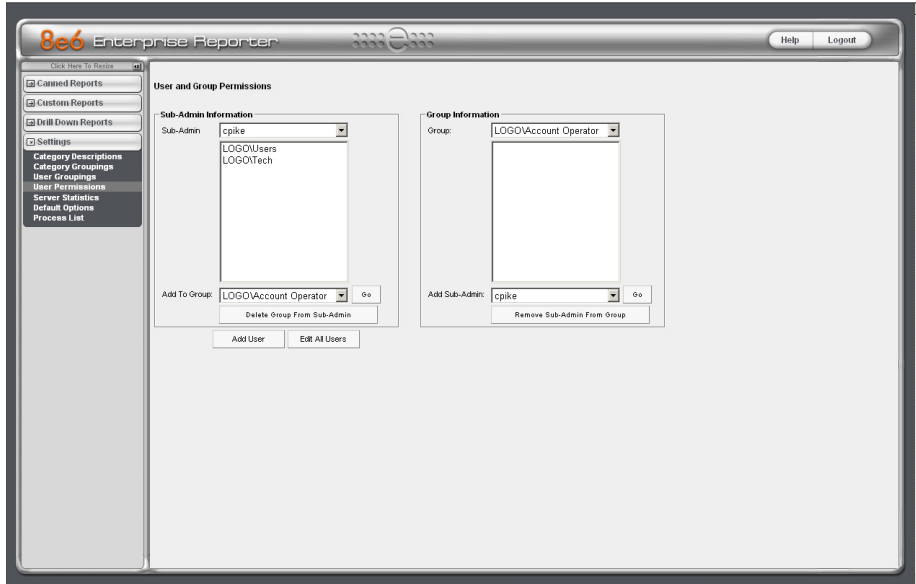 8e6 Enterprise Reporter
Help Logout
Click Here To Resize
Canned Reports
Custom Reports
Drill Down Reports
Settings
Category Descriptions
Category Groupings
User Groupings
User Permissions
Server Statistics
Default Options
Process List
User and Group Permissions
Sub-Admin Information
Sub-Admin cpike
LOGO\Users
LOGO\Tech
Add To Group: LOGO\Account Operator Go
Delete Group From Sub-Admin
Add User Edit All Users
Group Information
Group: LOGO\Account Operator
Add Sub-Admin: cpike Go
Remove Sub-Admin From Group